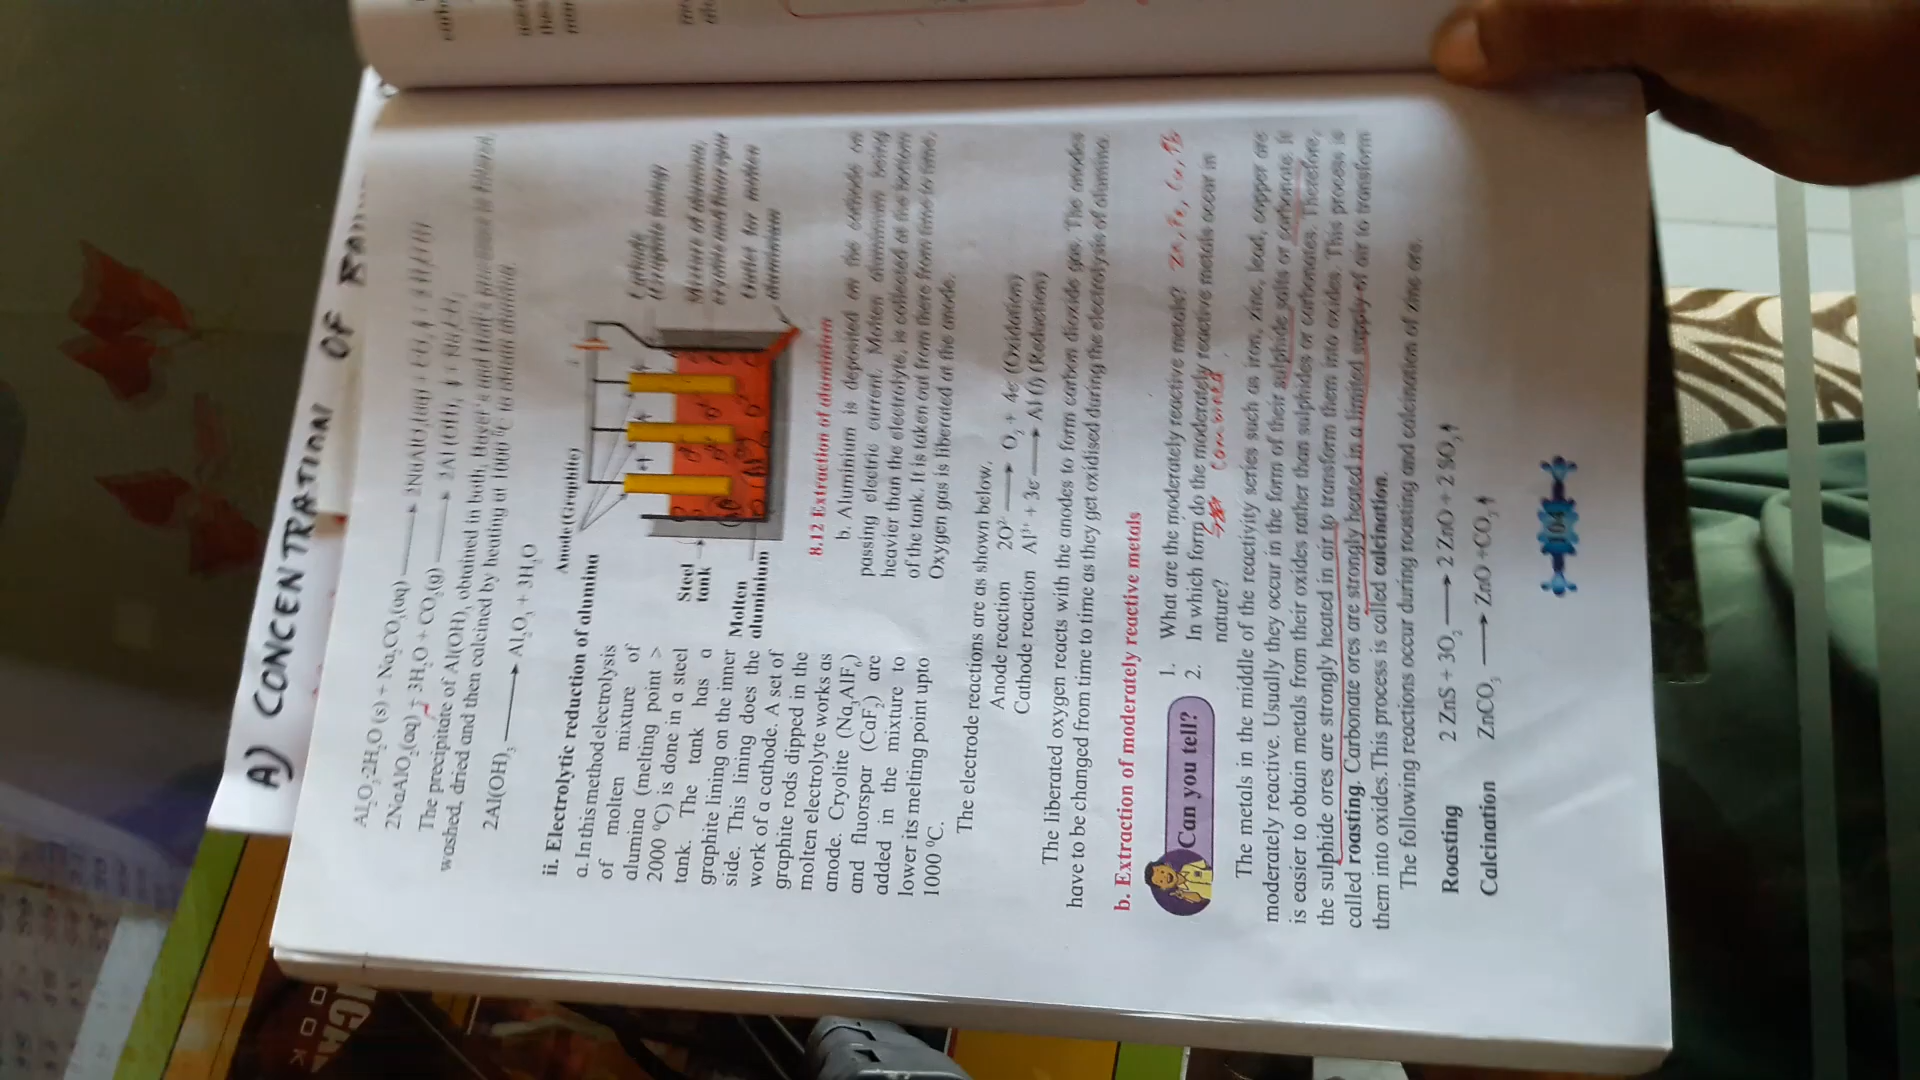 A) CONCENTRATION OF
Al₂O₃·2H₂O (s) + Na₂CO₃(aq) ⟶ 2NaAlO₂(aq) + CO₂
2NaAlO₂(aq) + 3H₂O + CO₂(g) ⟶ 2Al (OH)₃ ↓ + Na₂CO₃
The precipitate of Al(OH)₃ obtained in both, Bayer's and Hall's
washed, dried and then calcined by heating at 1000 ⁰C to obtain alumina.
2Al(OH)₃ ⟶ Al₂O₃ + 3H₂O
ii. Electrolytic reduction of alumina
a. In this method electrolysis
of molten mixture of
alumina (melting point >
2000 ⁰C) is done in a steel
tank. The tank has a
graphite lining on the inner
side. This lining does the
work of a cathode. A set of
graphite rods dipped in the
molten electrolyte works as
anode. Cryolite (Na₃AlF₆)
and fluorspar (CaF₂) are
added in the mixture to
lower its melting point upto
1000 ⁰C.
Anode(Graphite)
Steel
tank
Molten
aluminium
Cathode
(Graphite lining)
Mixture of alumina,
cryolite and fluorspar
Outlet for molten
aluminium
8.12 Extraction of aluminium
b. Aluminium is deposited on the cathode on
passing electric current. Molten aluminium being
heavier than the electrolyte, is collected at the bottom
of the tank. It is taken out from there from time to time.
Oxygen gas is liberated at the anode.
The electrode reactions are as shown below.
Anode reaction 2O²⁻ ⟶ O₂ + 4e⁻ (Oxidation)
Cathode reaction Al³⁺ + 3e⁻ ⟶ Al (l) (Reduction)
The liberated oxygen reacts with the anodes to form carbon dioxide gas. The anodes
have to be changed from time to time as they get oxidised during the electrolysis of alumina.
b. Extraction of moderately reactive metals
Can you tell?
1. What are the moderately reactive metals? Zn, Fe, Cu, Pb
2. In which form do the moderately reactive metals occur in
nature? combined
The metals in the middle of the reactivity series such as iron, zinc, lead, copper are
moderately reactive. Usually they occur in the form of their sulphide salts or carbonate. It
is easier to obtain metals from their oxides rather than sulphides or carbonates. Therefore,
the sulphide ores are strongly heated in air to transform them into oxides. This process is
called roasting. Carbonate ores are strongly heated in a limited supply of air to transform
them into oxides.This process is called calcination.
The following reactions occur during roasting and calcination of zinc ore.
Roasting 2 ZnS + 3O₂ ⟶ 2 ZnO + 2 SO₂↑
Calcination ZnCO₃ ⟶ ZnO +CO₂↑
104